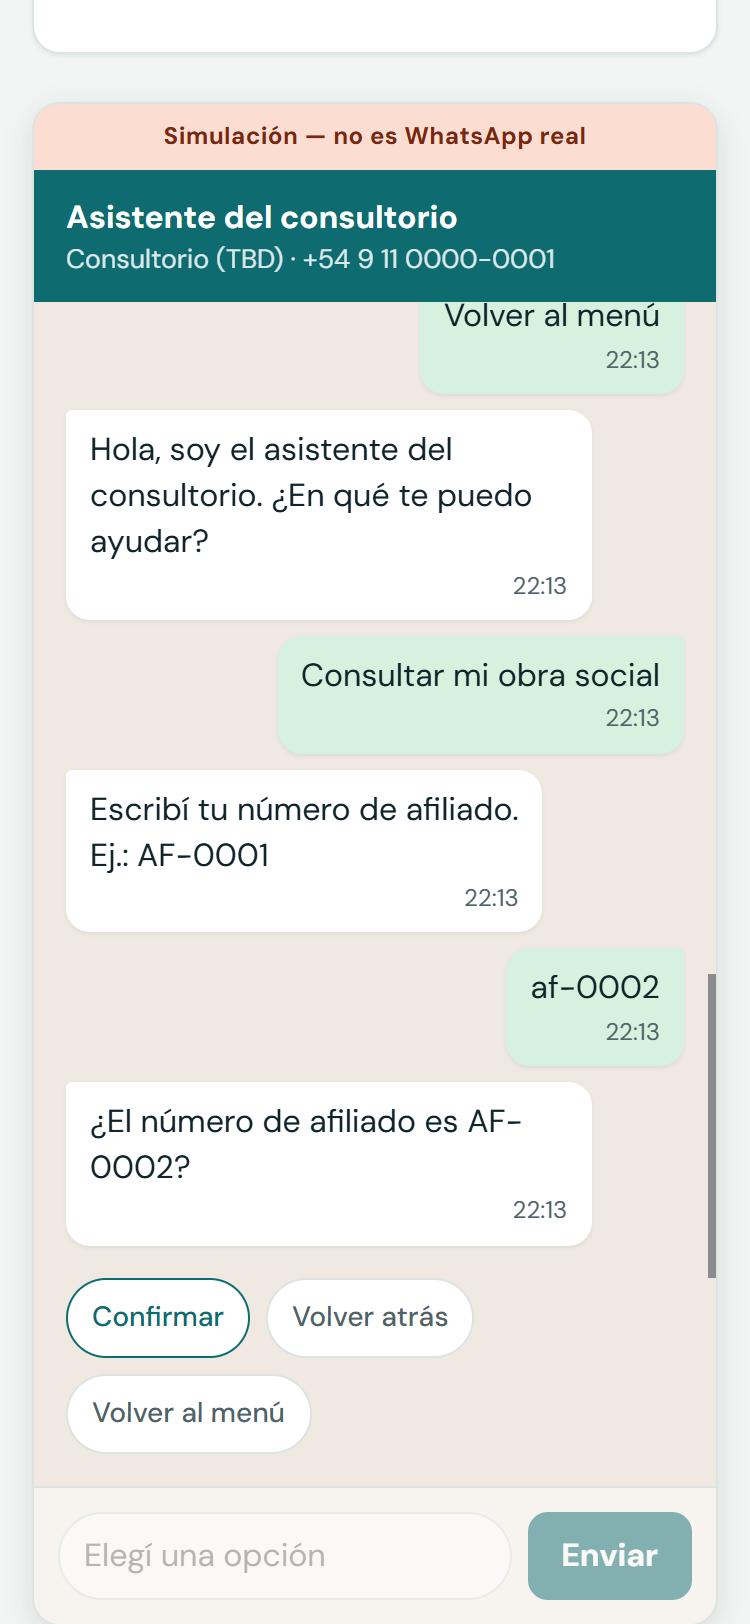 Simulación — no es WhatsApp real
Asistente del consultorio
Consultorio (TBD) · +54 9 11 0000-0001
Volver al menú
22:13
Hola, soy el asistente del
consultorio. ¿En qué te puedo
ayudar?
22:13
Consultar mi obra social
22:13
Escribí tu número de afiliado.
Ej.: AF-0001
22:13
af-0002
22:13
¿El número de afiliado es AF-
0002?
22:13
Confirmar
Volver atrás
Volver al menú
Elegí una opción
Enviar